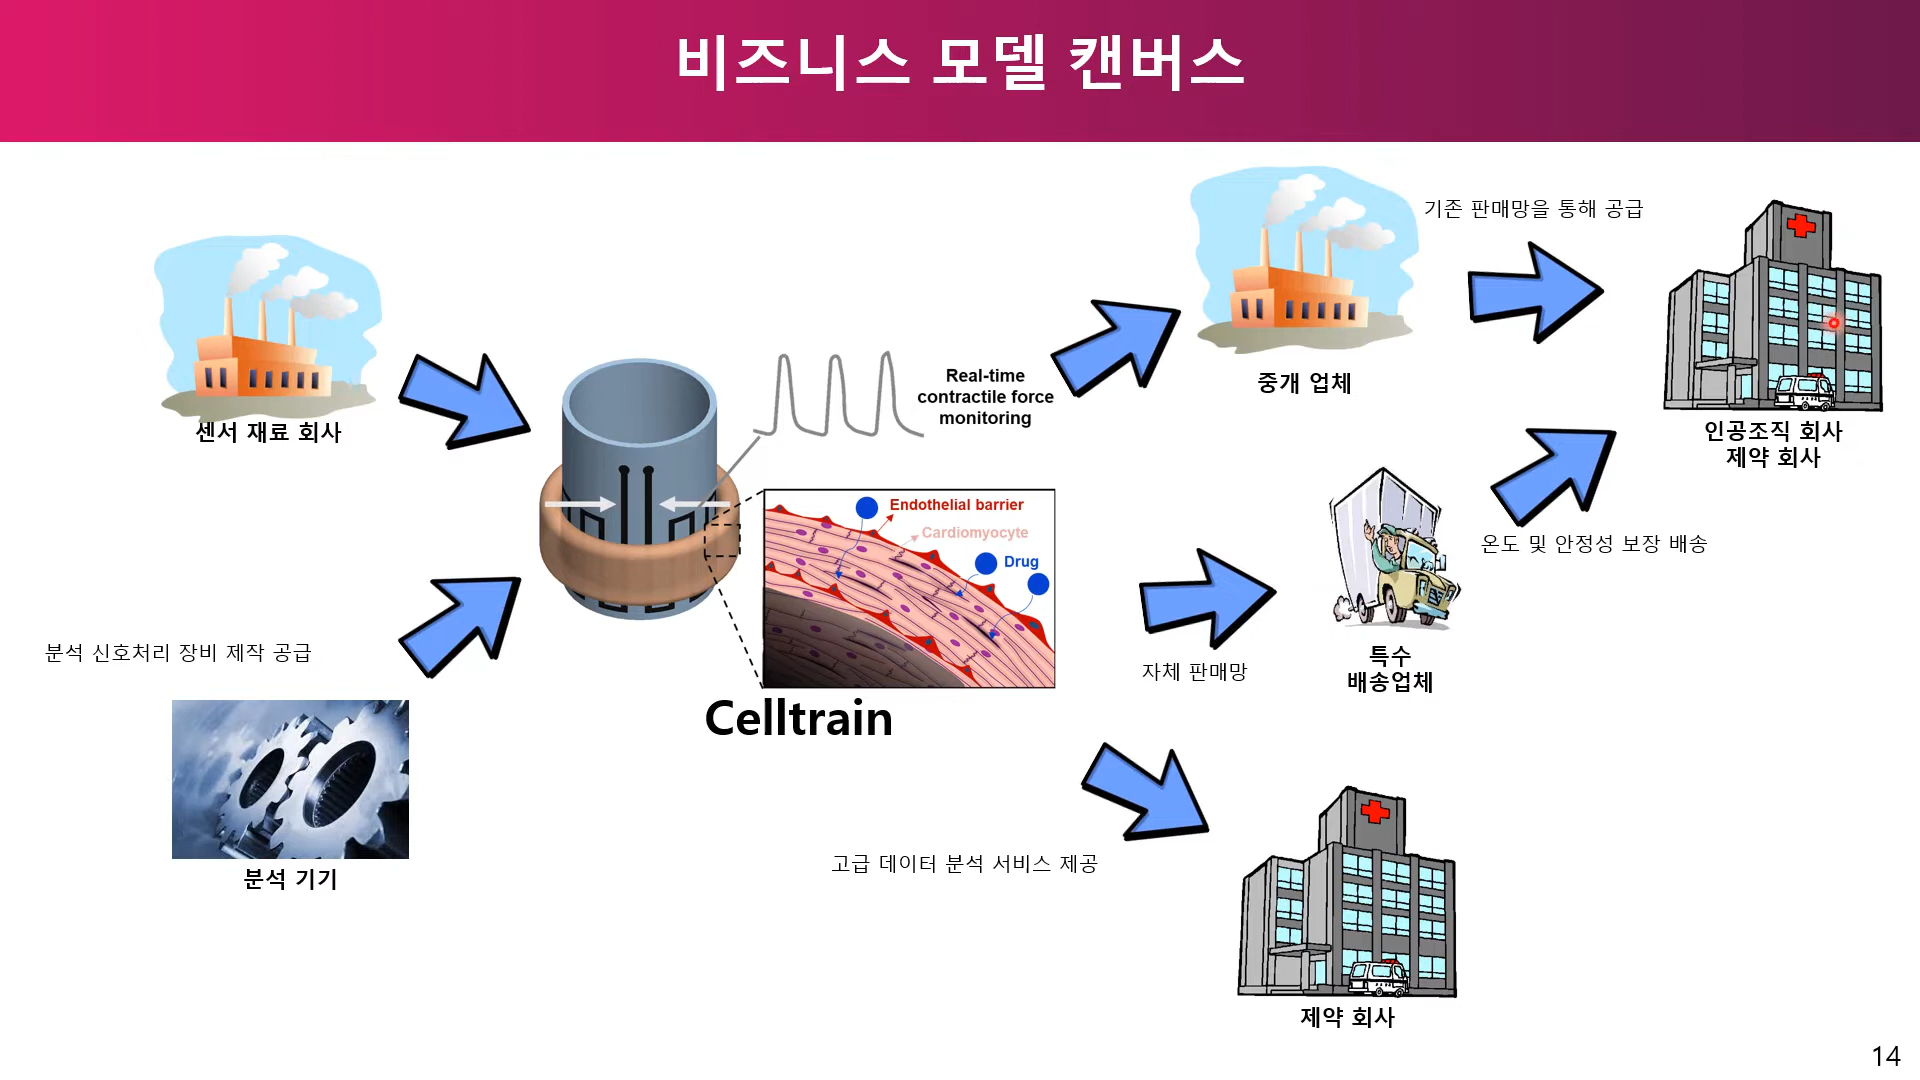 비즈니스 모델 캔버스
센서 재료 회사
분석 신호처리 장비 제작 공급
분석 기기
Real-time
contractile force
monitoring
Endothelial barrier
Cardiomyocyte
Drug
Celltrain
중개 업체
기존 판매망을 통해 공급
인공조직 회사
제약 회사
자체 판매망
특수
배송업체
온도 및 안정성 보장 배송
고급 데이터 분석 서비스 제공
제약 회사
14